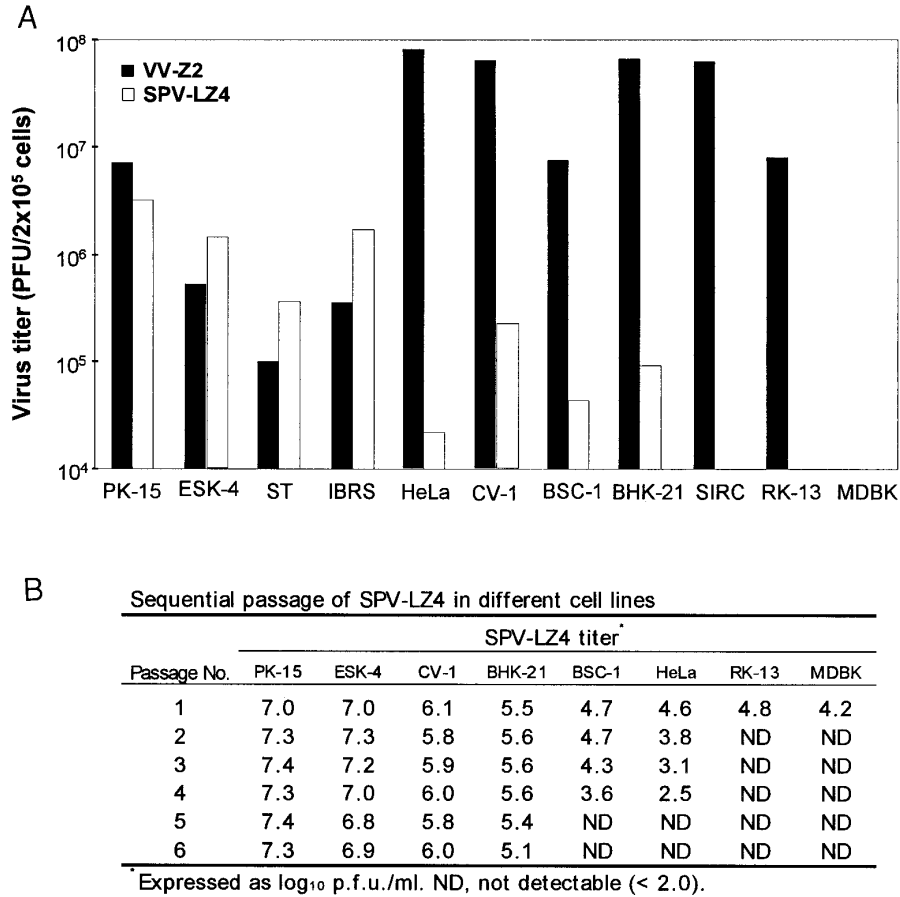 A
Virus titer (PFU/2x10⁵ cells)
10⁸
10⁷
10⁶
10⁵
10⁴
VV-Z2
SPV-LZ4
PK-15 ESK-4 ST IBRS HeLa CV-1 BSC-1 BHK-21 SIRC RK-13 MDBK
B
Sequential passage of SPV-LZ4 in different cell lines
SPV-LZ4 titer*
Passage No. PK-15 ESK-4 CV-1 BHK-21 BSC-1 HeLa RK-13 MDBK
1 7.0 7.0 6.1 5.5 4.7 4.6 4.8 4.2
2 7.3 7.3 5.8 5.6 4.7 3.8 ND ND
3 7.4 7.2 5.9 5.6 4.3 3.1 ND ND
4 7.3 7.0 6.0 5.6 3.6 2.5 ND ND
5 7.4 6.8 5.8 5.4 ND ND ND ND
6 7.3 6.9 6.0 5.1 ND ND ND ND
*Expressed as log₁₀ p.f.u./ml. ND, not detectable (< 2.0).